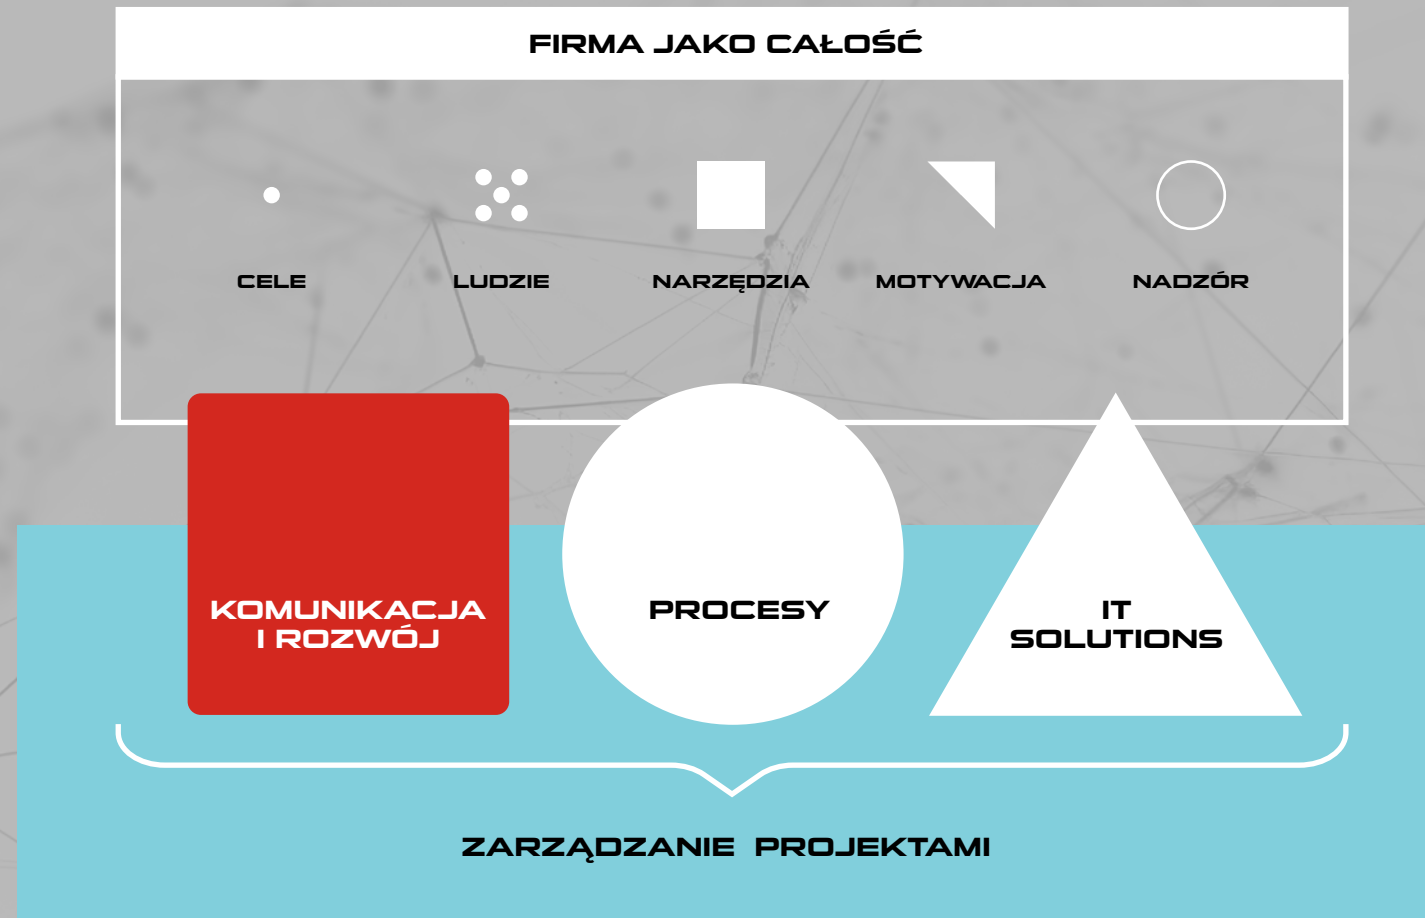 FIRMA JAKO CAŁOŚĆ
CELE
LUDZIE
NARZĘDZIA
MOTYWACJA
NADZÓR
KOMUNIKACJA
I ROZWÓJ
PROCESY
IT
SOLUTIONS
ZARZĄDZANIE PROJEKTAMI